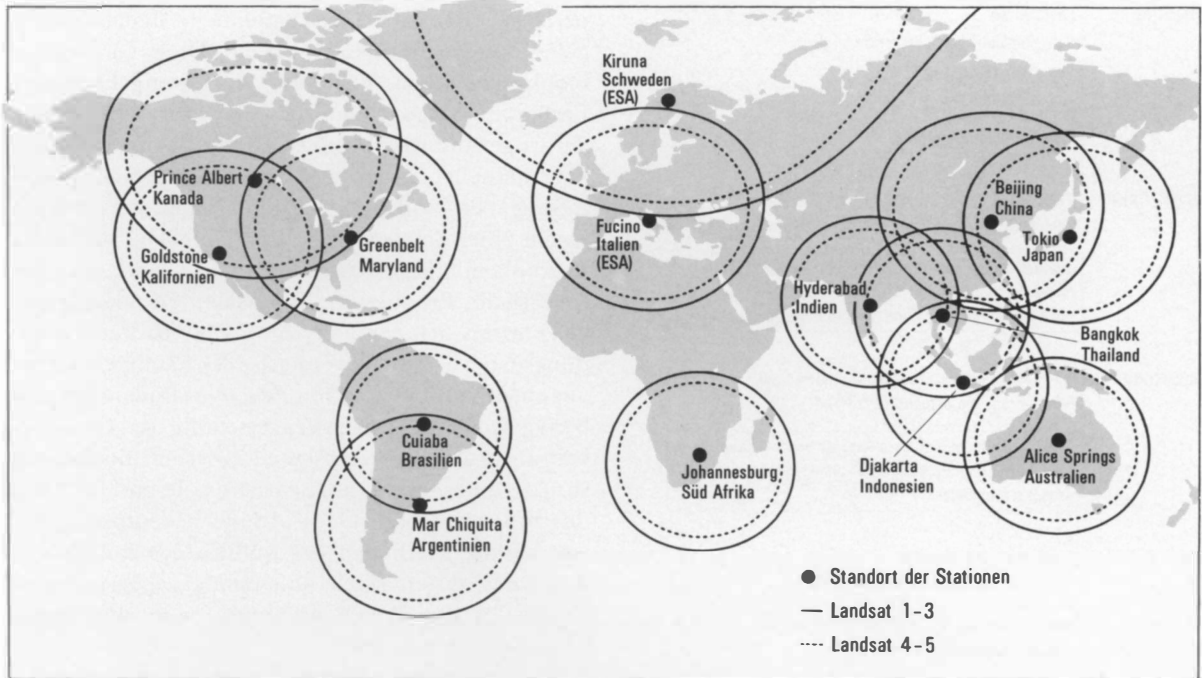 Kiruna
Schweden
(ESA)
Prince Albert
Kanada
Goldstone
Kalifornien
Greenbelt
Maryland
Fucino
Italien
(ESA)
Beijing
China
Tokio
Japan
Hyderabad
Indien
Bangkok
Thailand
Cuiaba
Brasilien
Johannesburg
Süd Afrika
Djakarta
Indonesien
Alice Springs
Australien
Mar Chiquita
Argentinien
Standort der Stationen
Landsat 1-3
Landsat 4-5